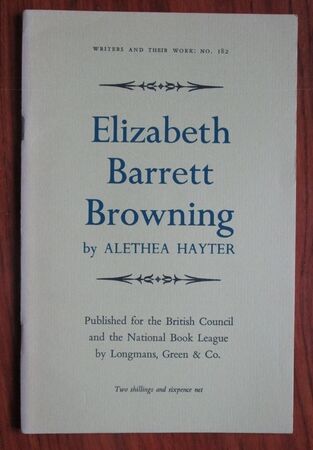 WRITERS AND THEIR WORK: NO. 182
Elizabeth
Barrett
Browning
by ALETHEA HAYTER
Published for the British Council
and the National Book League
by Longmans, Green & Co.
Two shillings and sixpence net